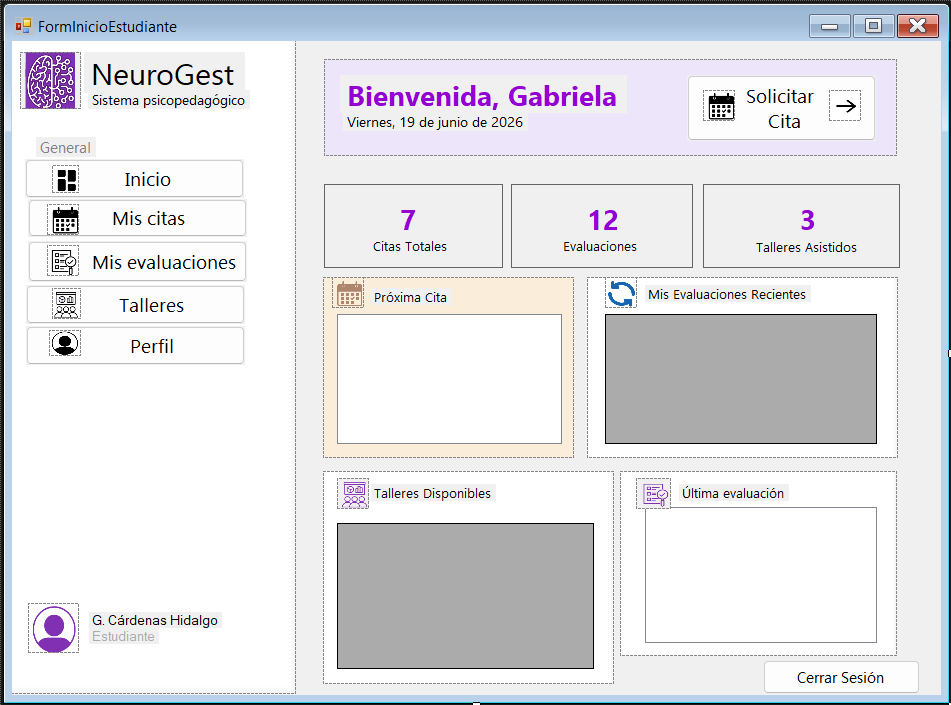 FormInicioEstudiante
NeuroGest
Sistema psicopedagógico
General
Inicio
Mis citas
Mis evaluaciones
Talleres
Perfil
G. Cárdenas Hidalgo
Estudiante
Bienvenida, Gabriela
Viernes, 19 de junio de 2026
Solicitar
Cita
7
Citas Totales
12
Evaluaciones
3
Talleres Asistidos
Próxima Cita
Mis Evaluaciones Recientes
Talleres Disponibles
Última evaluación
Cerrar Sesión